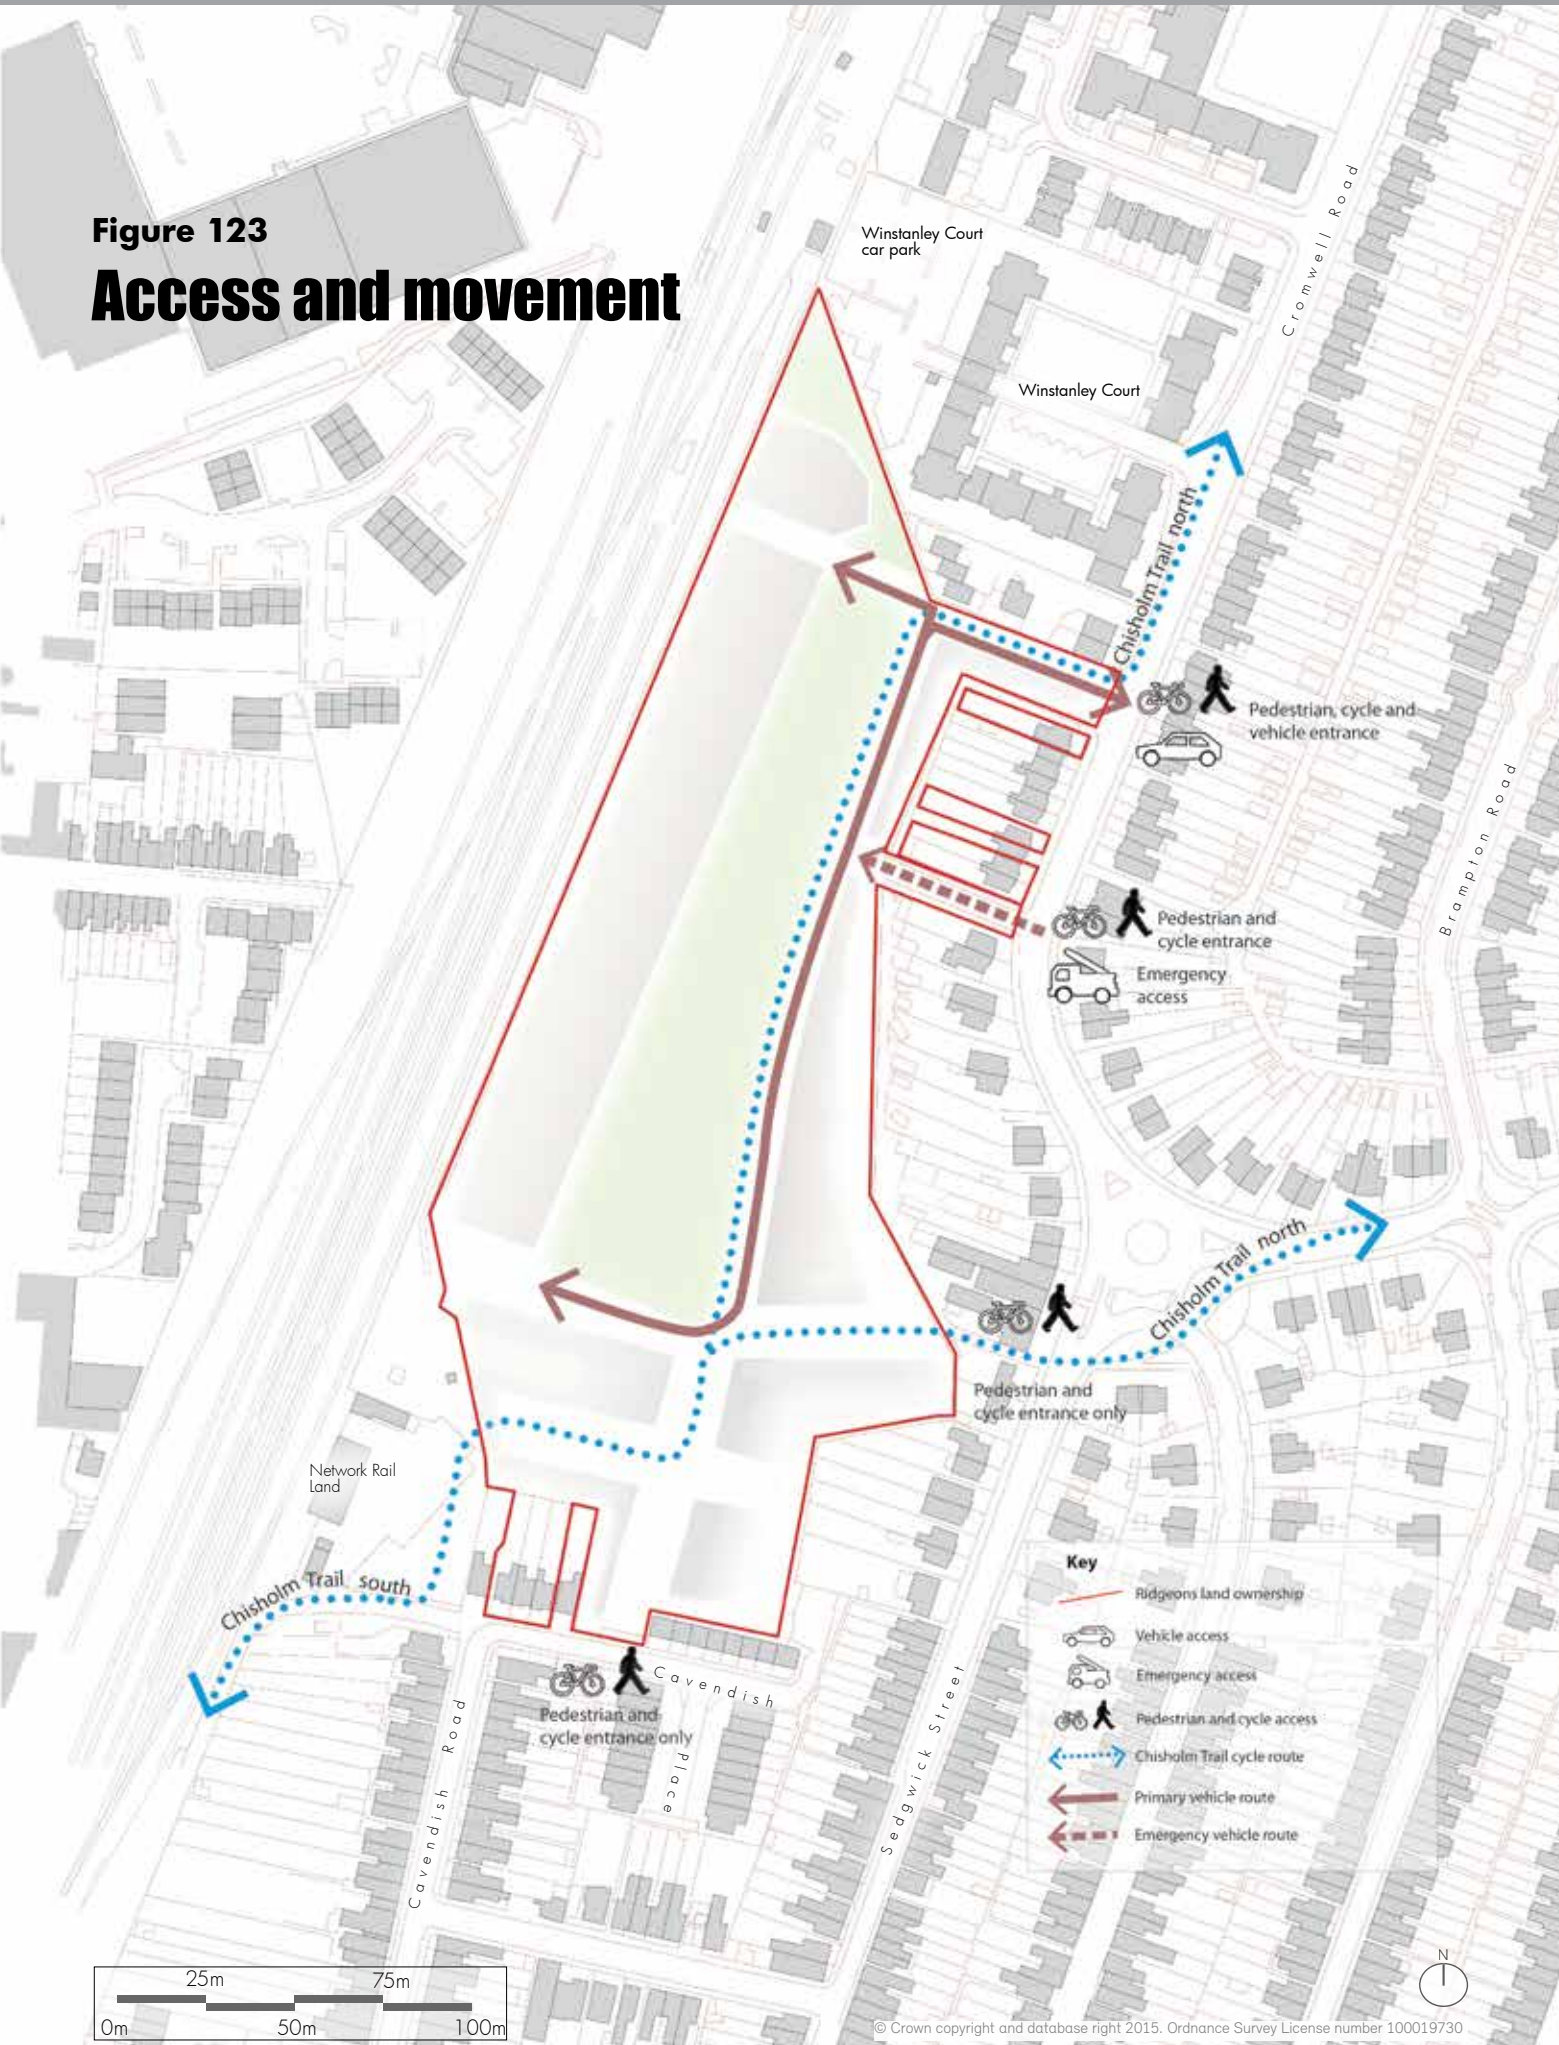 Figure 123
Access and movement
Winstanley Court
car park
Cromwell Road
Winstanley Court
Chisholm Trail north
Pedestrian, cycle and
vehicle entrance
Brampton Road
Pedestrian and
cycle entrance
Emergency
access
Chisholm Trail north
Pedestrian and
cycle entrance only
Network Rail
Land
Chisholm Trail south
Cavendish
Place
Pedestrian and
cycle entrance only
Cavendish Road
Sedgwick Street
Key
Ridgeons land ownership
Vehicle access
Emergency access
Pedestrian and cycle access
Chisholm Trail cycle route
Primary vehicle route
Emergency vehicle route
25m 75m
0m 50m 100m
N
© Crown copyright and database right 2015. Ordnance Survey License number 100019730